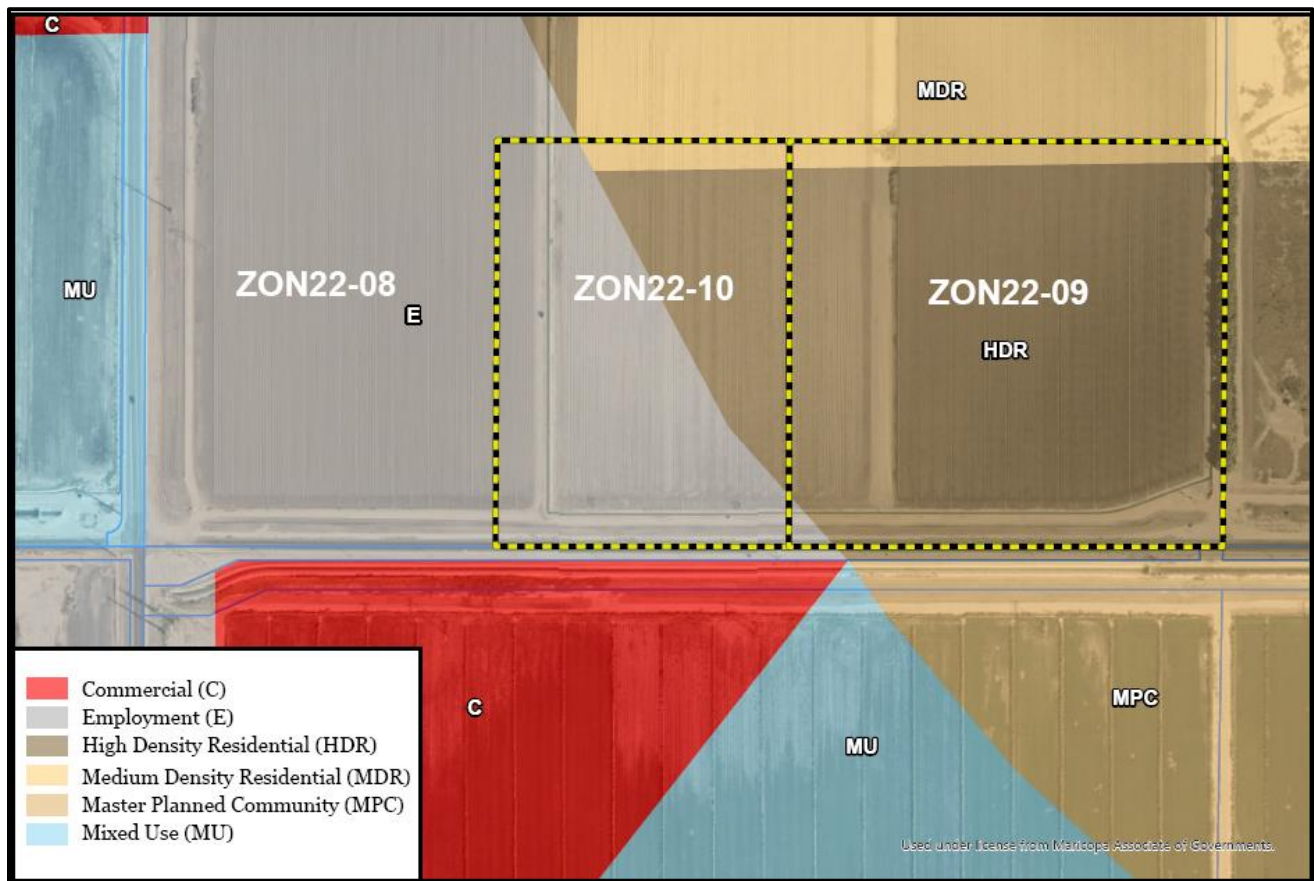 C
MDR
ZON22-08
ZON22-10
ZON22-09
MU
E
HDR
Commercial (C)
Employment (E)
High Density Residential (HDR)
Medium Density Residential (MDR)
Master Planned Community (MPC)
Mixed Use (MU)
C
MU
MPC
Used under license from Maricopa Associate of Governments.